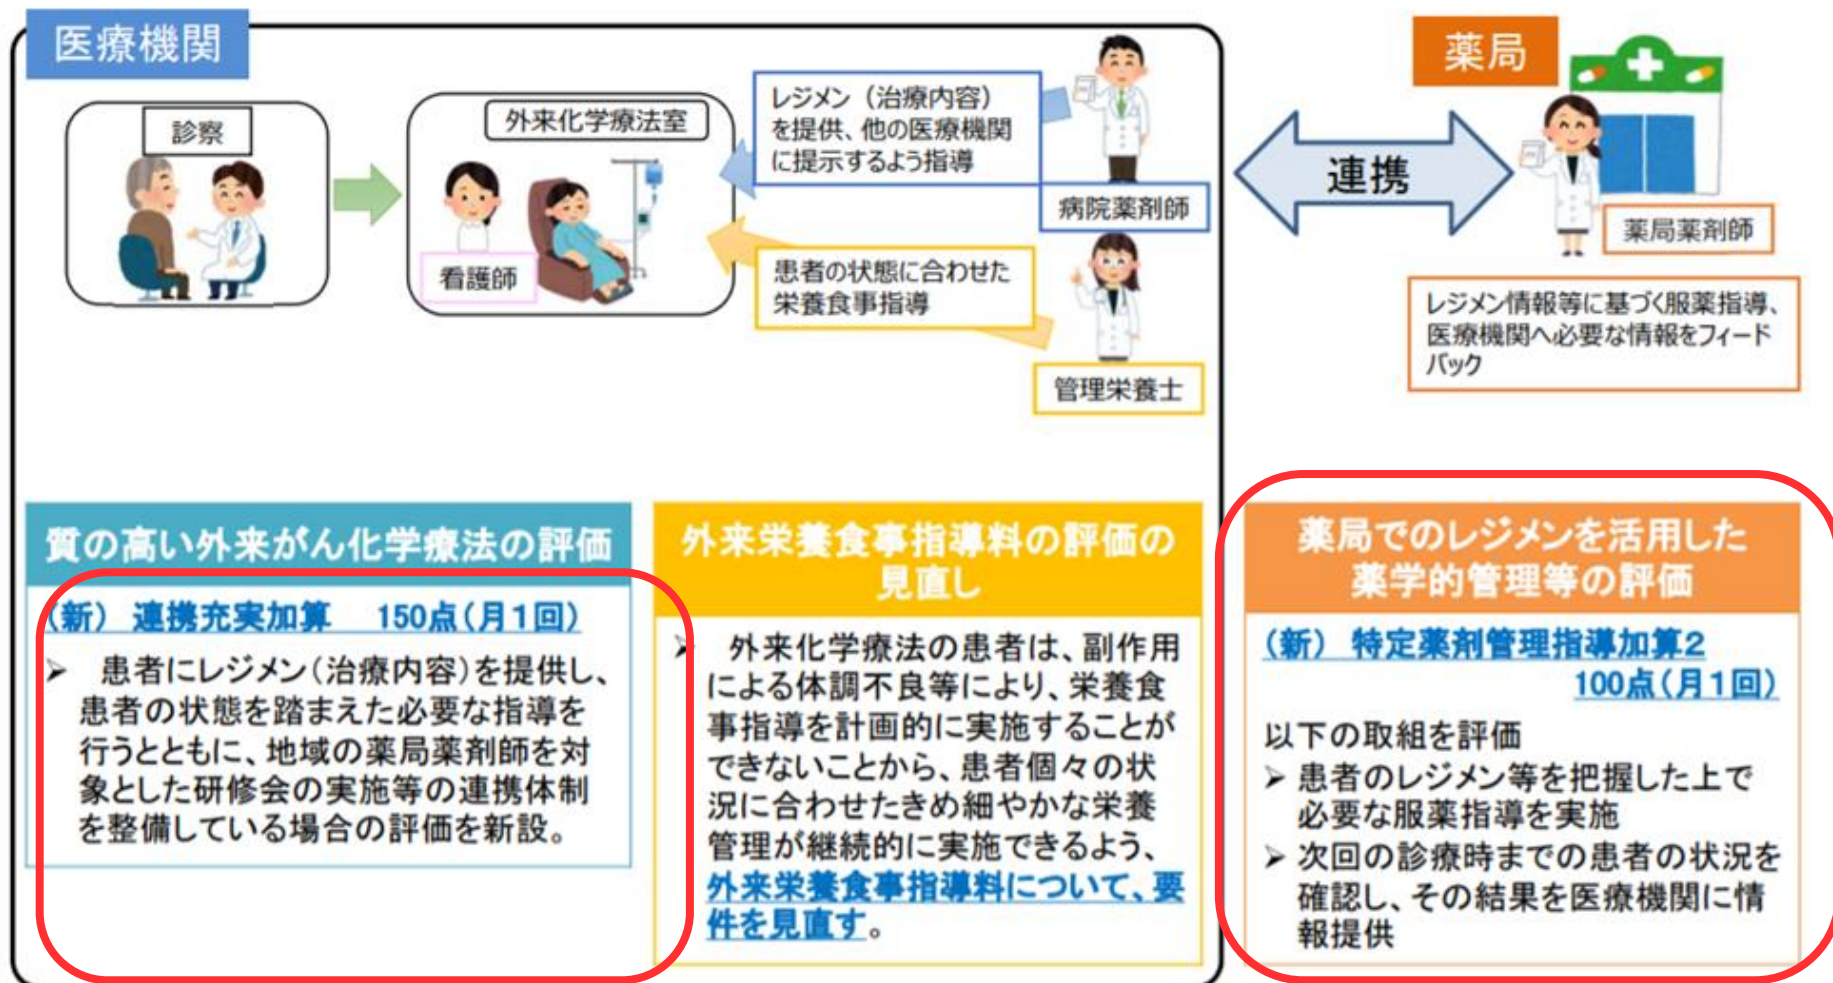 医療機関
診察
外来化学療法室
看護師
レジメン（治療内容）
を提供、他の医療機関
に提示するよう指導
病院薬剤師
患者の状態に合わせた
栄養食事指導
管理栄養士
連携
薬局
薬局薬剤師
レジメン情報等に基づく服薬指導、
医療機関へ必要な情報をフィード
バック
質の高い外来がん化学療法の評価
（新） 連携充実加算 150点（月1回）
➢ 患者にレジメン（治療内容）を提供し、
患者の状態を踏まえた必要な指導を
行うとともに、地域の薬局薬剤師を対
象とした研修会の実施等の連携体制
を整備している場合の評価を新設。
外来栄養食事指導料の評価の
見直し
➢ 外来化学療法の患者は、副作用
による体調不良等により、栄養食
事指導を計画的に実施することが
できないことから、患者個々の状
況に合わせたきめ細やかな栄養
管理が継続的に実施できるよう、
外来栄養食事指導料について、要
件を見直す。
薬局でのレジメンを活用した
薬学的管理等の評価
（新） 特定薬剤管理指導加算2
100点（月1回）
以下の取組を評価
➢ 患者のレジメン等を把握した上で
必要な服薬指導を実施
➢ 次回の診療時までの患者の状況を
確認し、その結果を医療機関に情
報提供